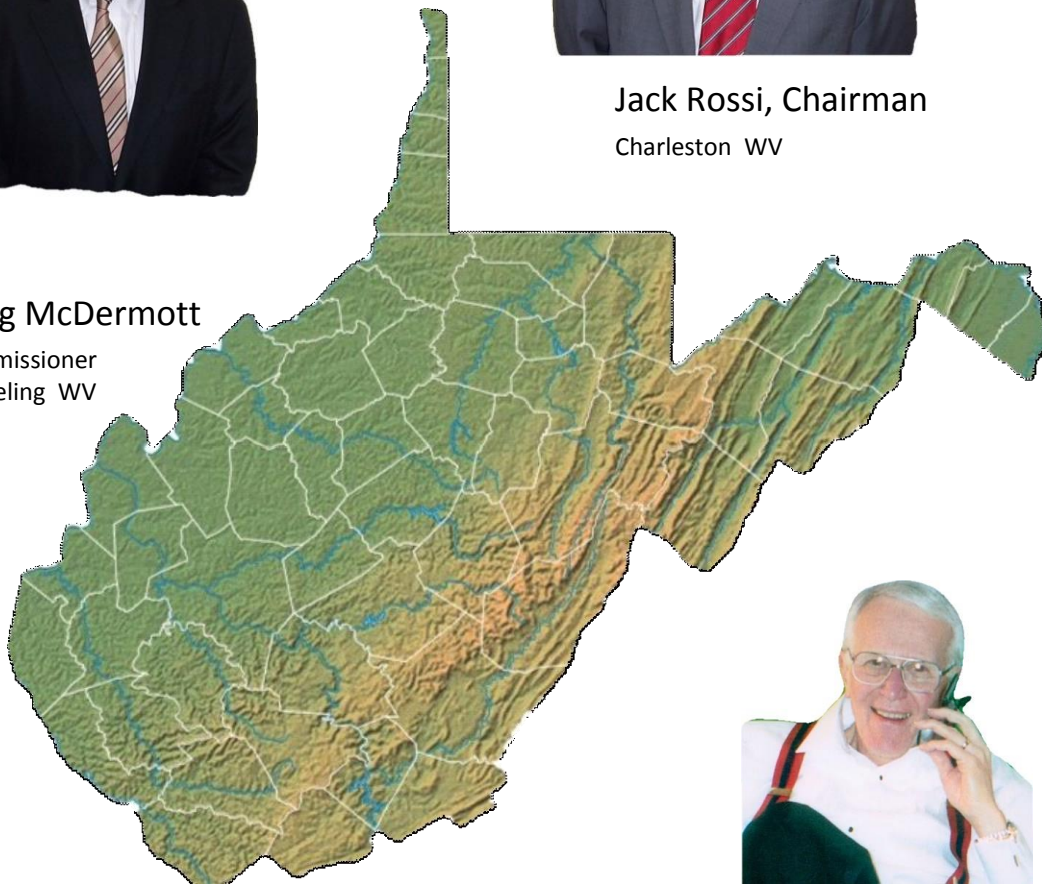 Jack Rossi, Chairman
Charleston WV
g McDermott
missioner
eling WV